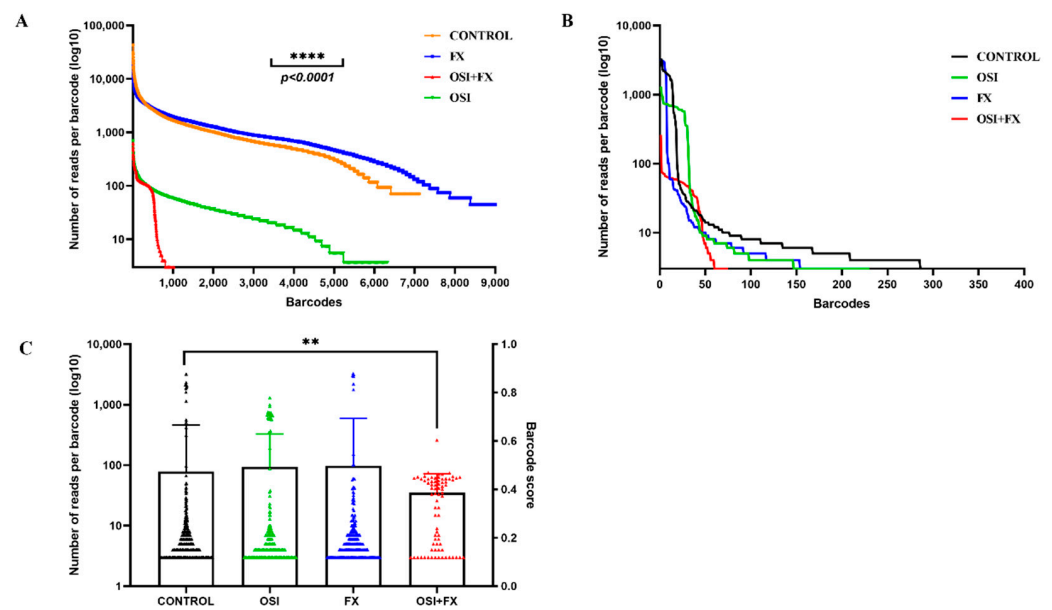 A
Number of reads per barcode (log10)
100,000
10,000
1,000
100
10
1,000 2,000 3,000 4,000 5,000 6,000 7,000 8,000 9,000
Barcodes
****
p<0.0001
CONTROL
FX
OSI+FX
OSI
B
Number of reads per barcode (log10)
10,000
1,000
100
10
0 50 100 150 200 250 300 350 400
Barcodes
CONTROL
OSI
FX
OSI+FX
C
Number of reads per barcode (log10)
10,000
1,000
100
10
1
**
CONTROL OSI FX OSI+FX
1.0
0.8
0.6
0.4
0.2
0.0
Barcode score